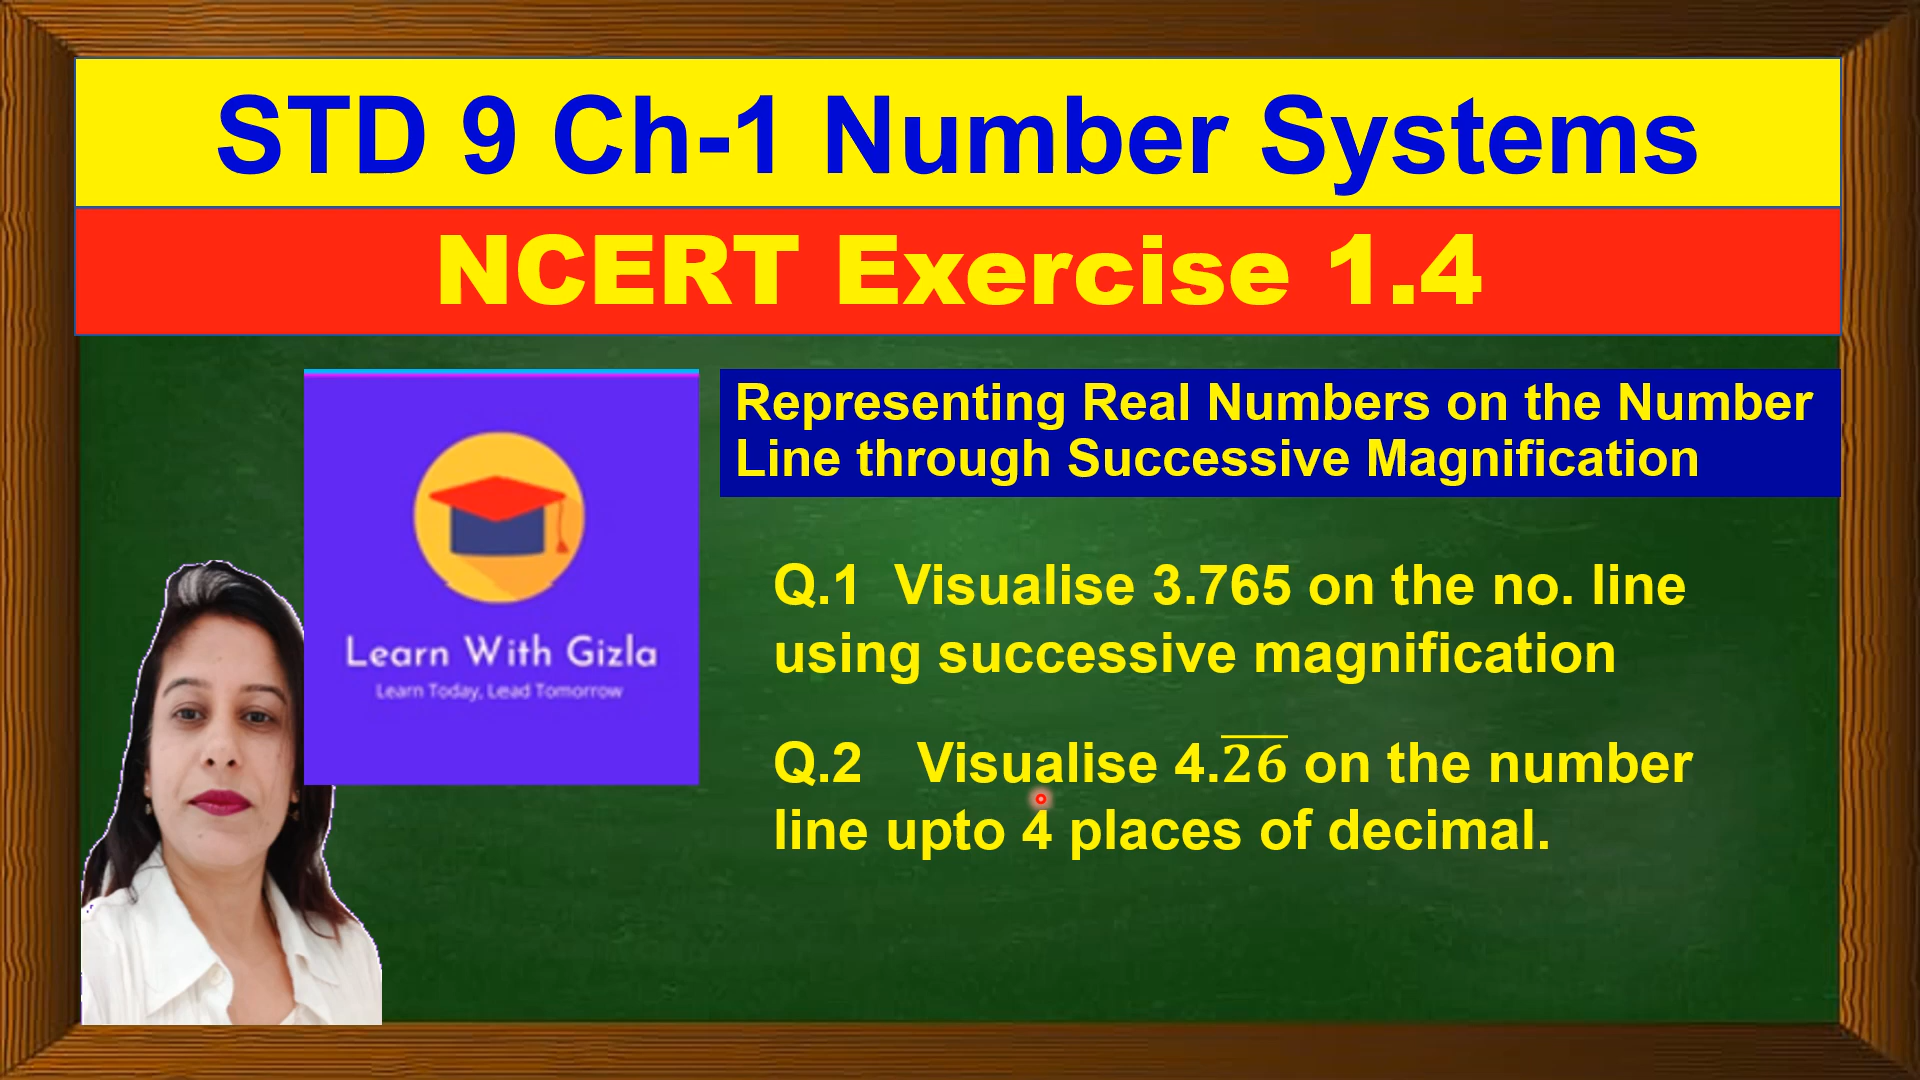 STD 9 Ch-1 Number Systems
NCERT Exercise 1.4
Learn With Gizla
Learn Today, Lead Tomorrow
Representing Real Numbers on the Number
Line through Successive Magnification
Q.1 Visualise 3.765 on the no. line
using successive magnification
Q.2 Visualise 4.2̅6̅ on the number
line upto 4 places of decimal.